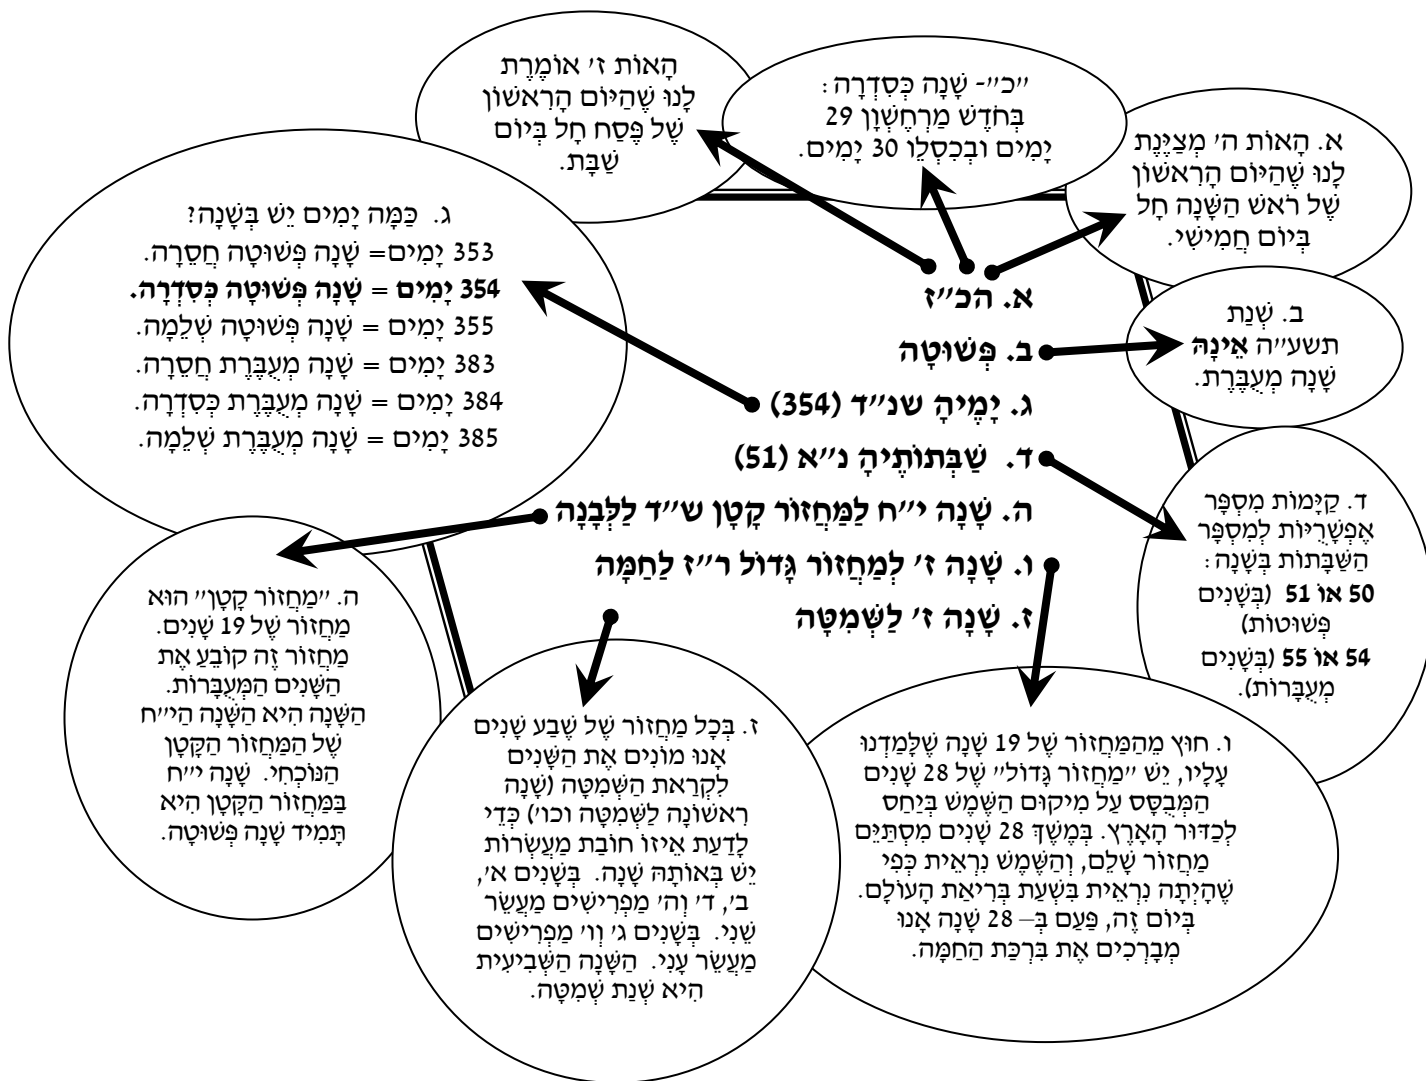 הָאוֹת ז' אוֹמֶרֶת
לָנוּ שֶׁהַיּוֹם הָרִאשׁוֹן
שֶׁל פֶּסַח חָל בְּיוֹם
שַׁבָּת.
"כ"- שָׁנָה כְּסִדְרָהּ:
בְּחֹדֶשׁ מַרְחֶשְׁוָן 29
יָמִים וּבְכִסְלֵו 30 יָמִים.
א. הָאוֹת ה' מְצַיֶּנֶת
לָנוּ שֶׁהַיּוֹם הָרִאשׁוֹן
שֶׁל רֹאשׁ הַשָּׁנָה חָל
בְּיוֹם חֲמִישִׁי.
א. הכ"ז
ב. פְּשׁוּטָה
ג. יָמֶיהָ שנ"ד (354)
ד. שַׁבְּתוֹתֶיהָ נ"א (51)
ה. שָׁנָה י"ח לַמַּחֲזוֹר קָטָן ש"ד לַלְּבָנָה
ו. שָׁנָה ז' לְמַחֲזוֹר גָּדוֹל ר"ז לַחַמָּה
ז. שָׁנָה ז' לַשְּׁמִטָּה
ב. שְׁנַת
תשע"ה אֵינָהּ
שָׁנָה מְעֻבֶּרֶת.
ג. כַּמָּה יָמִים יֵשׁ בְּשָׁנָה?
353 יָמִים= שָׁנָה פְּשׁוּטָה חֲסֵרָה.
354 יָמִים = שָׁנָה פְּשׁוּטָה כְּסִדְרָהּ.
355 יָמִים = שָׁנָה פְּשׁוּטָה שְׁלֵמָה.
383 יָמִים = שָׁנָה מְעֻבֶּרֶת חֲסֵרָה.
384 יָמִים = שָׁנָה מְעֻבֶּרֶת כְּסִדְרָהּ.
385 יָמִים = שָׁנָה מְעֻבֶּרֶת שְׁלֵמָה.
ד. קַיָּמוֹת מִסְפָּר
אֶפְשָׁרֻיּוֹת לְמִסְפָּר
הַשַּׁבָּתוֹת בְּשָׁנָה:
50 אוֹ 51 (בְּשָׁנִים
פְּשׁוּטוֹת)
54 אוֹ 55 (בְּשָׁנִים
מְעֻבָּרוֹת).
ה. "מַחֲזוֹר קָטָן" הוּא
מַחֲזוֹר שֶׁל 19 שָׁנִים.
מַחֲזוֹר זֶה קוֹבֵעַ אֶת
הַשָּׁנִים הַמְּעֻבָּרוֹת.
הַשָּׁנָה הִיא הַשָּׁנָה הַי"ח
שֶׁל הַמַּחֲזוֹר הַקָּטָן
הַנּוֹכְחִי. שָׁנָה י"ח
בַּמַּחֲזוֹר הַקָּטָן הִיא
תָּמִיד שָׁנָה פְּשׁוּטָה.
ו. חוּץ מֵהַמַּחֲזוֹר שֶׁל 19 שָׁנָה שֶׁלָּמַדְנוּ
עָלָיו, יֵשׁ "מַחֲזוֹר גָּדוֹל" שֶׁל 28 שָׁנִים
הַמְּבֻסָּס עַל מִיקוּם הַשֶּׁמֶשׁ בְּיַחַס
לְכַדּוּר הָאָרֶץ. בְּמֶשֶׁךְ 28 שָׁנִים מִסְתַּיֵּם
מַחֲזוֹר שָׁלֵם, וְהַשֶּׁמֶשׁ נִרְאֵית כְּפִי
שֶׁהָיְתָה נִרְאֵית בִּשְׁעַת בְּרִיאַת הָעוֹלָם.
בְּיוֹם זֶה, פַּעַם בְּ– 28 שָׁנָה אָנוּ
מְבָרְכִים אֶת בִּרְכַּת הַחַמָּה.
ז. בְּכָל מַחֲזוֹר שֶׁל שֶׁבַע שָׁנִים
אָנוּ מוֹנִים אֶת הַשָּׁנִים
לִקְרַאת הַשְּׁמִטָּה (שָׁנָה
רִאשׁוֹנָה לַשְּׁמִטָּה וכו') כְּדֵי
לָדַעַת אֵיזוֹ חוֹבַת מַעַשְׂרוֹת
יֵשׁ בְּאוֹתָהּ שָׁנָה. בְּשָׁנִים א',
ב', ד' וְה' מַפְרִישִׁים מַעֲשֵׂר
שֵׁנִי. בְּשָׁנִים ג' וְו' מַפְרִישִׁים
מַעֲשֵׂר עָנִי. הַשָּׁנָה הַשְּׁבִיעִית
הִיא שְׁנַת שְׁמִטָּה.